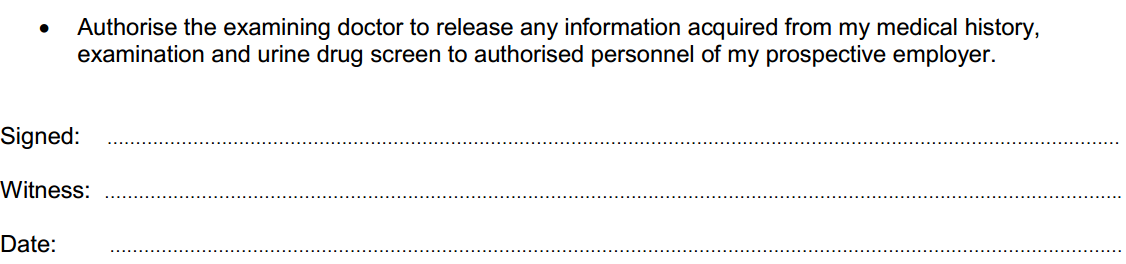 • Authorise the examining doctor to release any information acquired from my medical history,
examination and urine drug screen to authorised personnel of my prospective employer.
Signed: ........................................................................................................
Witness: ........................................................................................................
Date: ........................................................................................................